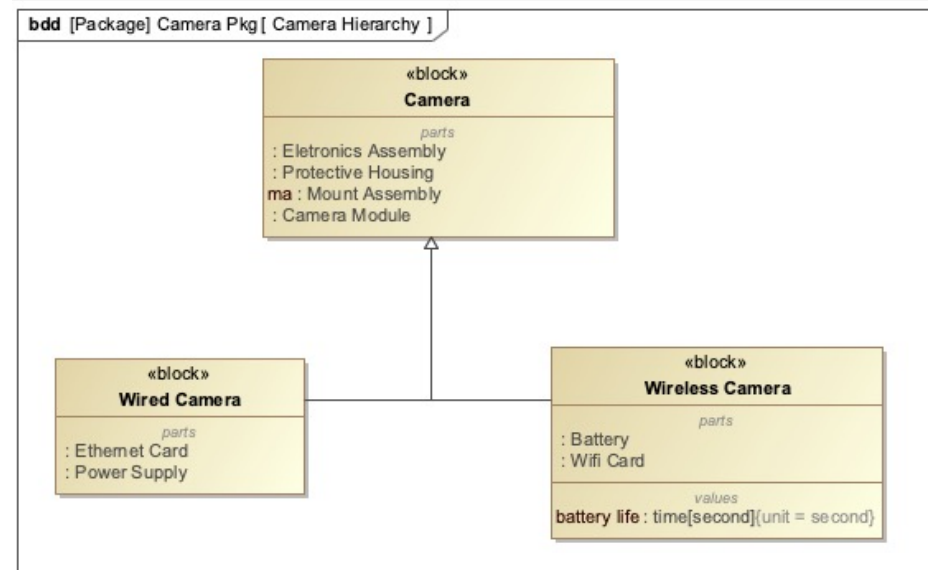 bdd [Package] Camera Pkg [ Camera Hierarchy ]
«block»
Camera
parts
: Eletronics Assembly
: Protective Housing
ma : Mount Assembly
: Camera Module
«block»
Wired Camera
parts
: Ethernet Card
: Power Supply
«block»
Wireless Camera
parts
: Battery
: Wifi Card
values
battery life : time[second]{unit = second}